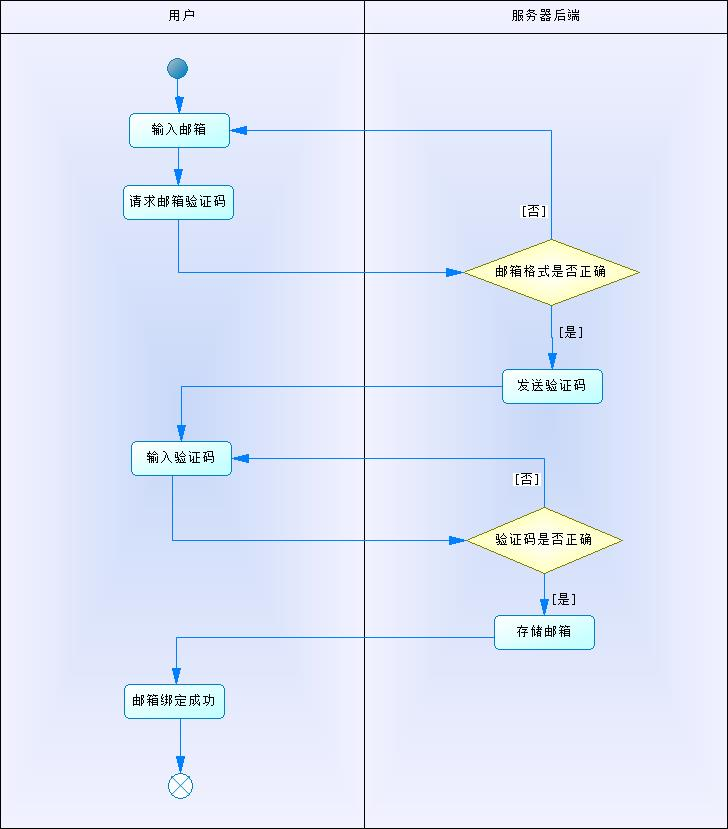 用户
服务器后端
输入邮箱
请求邮箱验证码
[否]
邮箱格式是否正确
[是]
发送验证码
输入验证码
[否]
验证码是否正确
[是]
存储邮箱
邮箱绑定成功